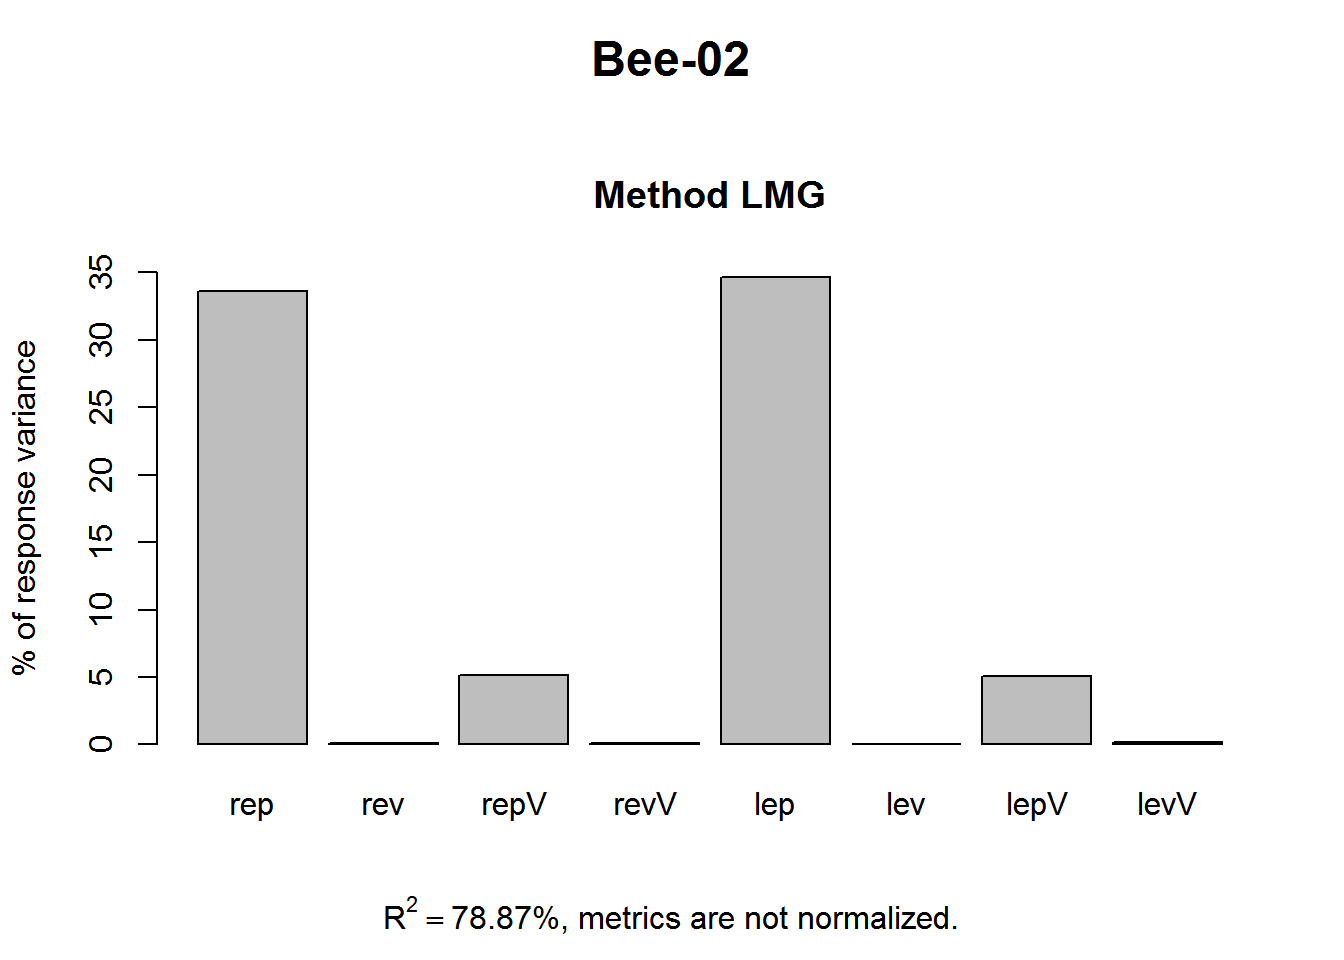 Bee-02
Method LMG
% of response variance
35
30
25
20
15
10
5
0
rep rev repV revV lep lev lepV levV
R² = 78.87%, metrics are not normalized.